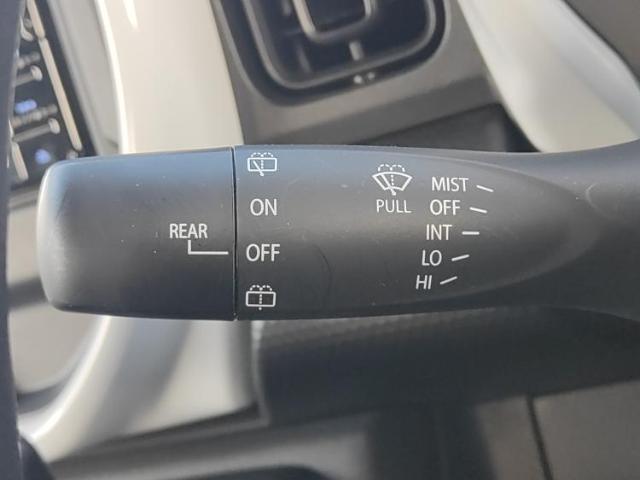 REAR
ON
OFF
PULL
MIST
OFF
INT
LO
HI